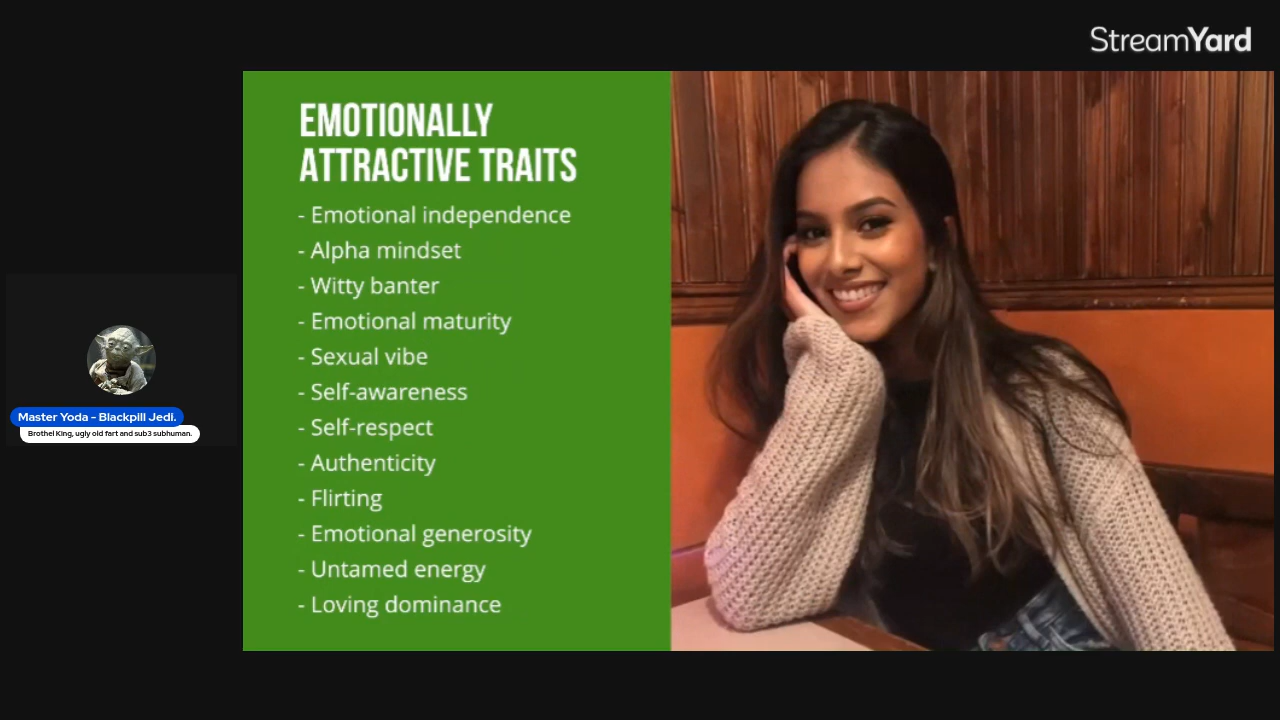 StreamYard
EMOTIONALLY
ATTRACTIVE TRAITS
- Emotional independence
- Alpha mindset
- Witty banter
- Emotional maturity
- Sexual vibe
- Self-awareness
- Self-respect
- Authenticity
- Flirting
- Emotional generosity
- Untamed energy
- Loving dominance
Master Yoda - Blackpill Jedi.
Brothel King, ugly old fart and sub3 subhuman.